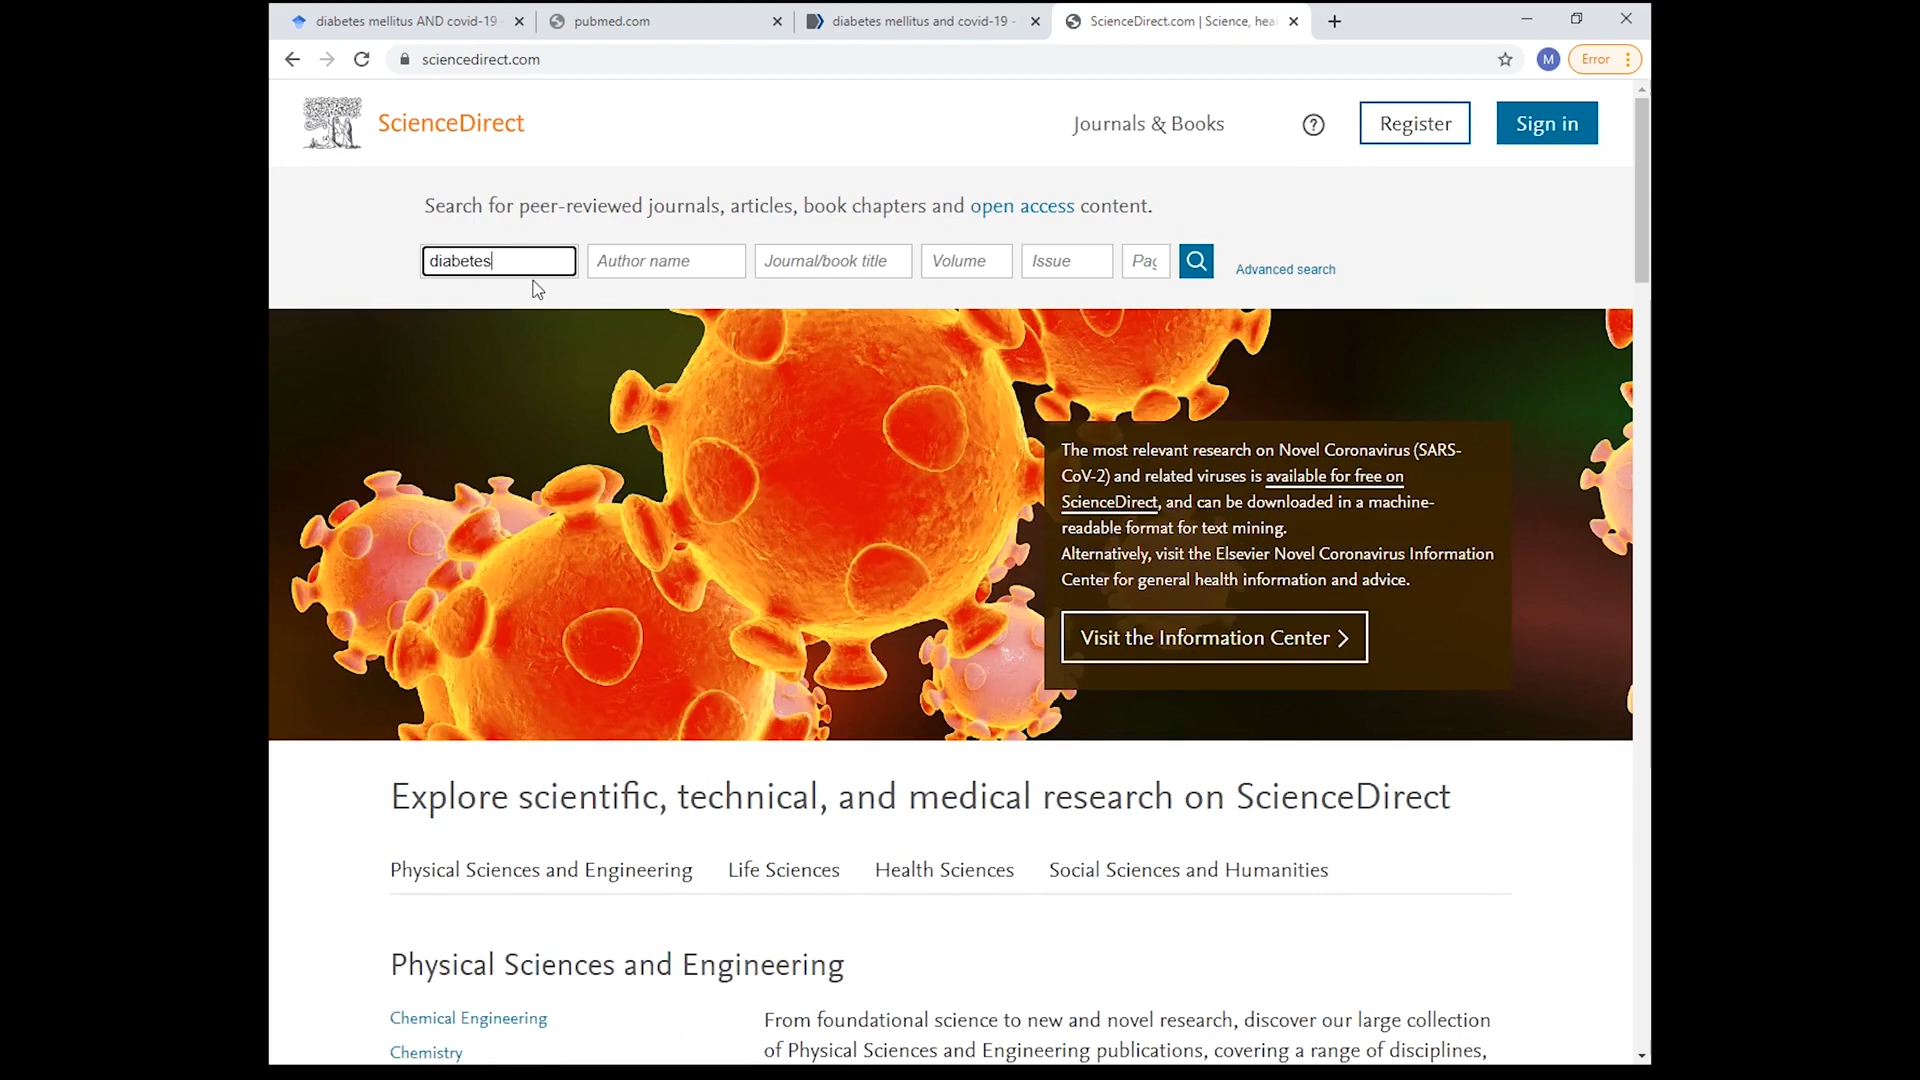 diabetes mellitus AND covid-19
pubmed.com
diabetes mellitus and covid-19 -
ScienceDirect.com | Science, hea
sciencedirect.com
M
Error
ScienceDirect
Journals & Books
?
Register
Sign in
Search for peer-reviewed journals, articles, book chapters and open access content.
diabetes
Author name
Journal/book title
Volume
Issue
Pag
Advanced search
The most relevant research on Novel Coronavirus (SARS-
CoV-2) and related viruses is available for free on
ScienceDirect, and can be downloaded in a machine-
readable format for text mining.
Alternatively, visit the Elsevier Novel Coronavirus Information
Center for general health information and advice.
Visit the Information Center
Explore scientific, technical, and medical research on ScienceDirect
Physical Sciences and Engineering
Life Sciences
Health Sciences
Social Sciences and Humanities
Physical Sciences and Engineering
Chemical Engineering
Chemistry
From foundational science to new and novel research, discover our large collection
of Physical Sciences and Engineering publications, covering a range of disciplines,